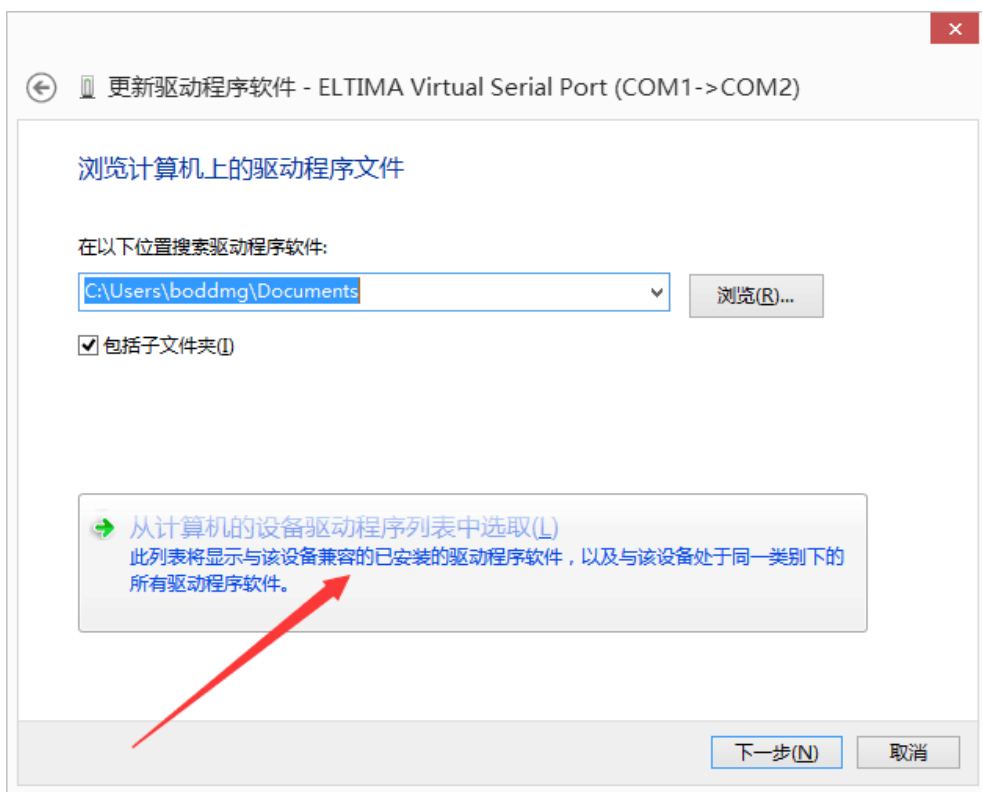 更新驱动程序软件 - ELTIMA Virtual Serial Port (COM1->COM2)
浏览计算机上的驱动程序文件
在以下位置搜索驱动程序软件:
C:\Users\boddmg\Documents
浏览(R)...
包括子文件夹(I)
从计算机的设备驱动程序列表中选取(L)
此列表将显示与该设备兼容的已安装的驱动程序软件，以及与该设备处于同一类别下的
所有驱动程序软件。
下一步(N)
取消